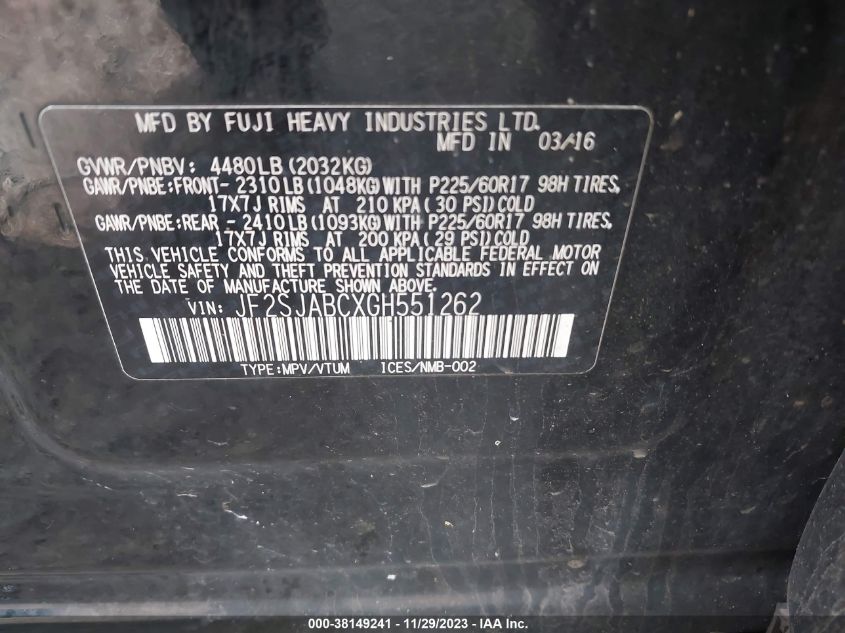 MFD BY FUJI HEAVY INDUSTRIES LTD.
MFD IN 03/16
GVWR/PNBV: 4480LB (2032KG)
GAWR/PNBE:FRONT- 2310LB (1048KG) WITH P225/60R17 98H TIRES,
17X7J RIMS AT 210 KPA ( 30 PSI) COLD
GAWR/PNBE:REAR - 2410LB (1093KG) WITH P225/60R17 98H TIRES,
17X7J RIMS AT 200 KPA ( 29 PSI) COLD
THIS VEHICLE CONFORMS TO ALL APPLICABLE FEDERAL MOTOR
VEHICLE SAFETY AND THEFT PREVENTION STANDARDS IN EFFECT ON
THE DATE OF MANUFACTURE SHOWN ABOVE.
VIN: JF2SJABCXGH551262
TYPE:MPV/VTUM ICES/NMB-002
000-38149241 - 11/29/2023 - IAA Inc.